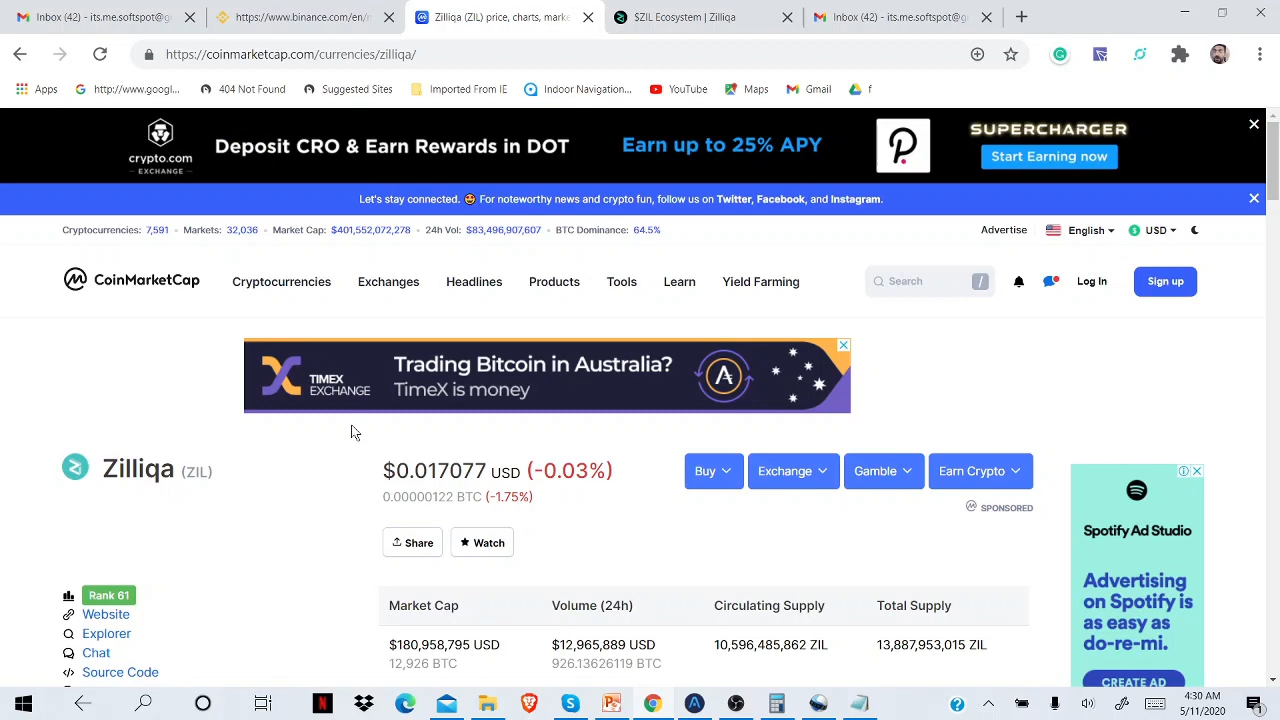 Inbox (42) - its.me.softspot@g
https://www.binance.com/en/tra
Zilliqa (ZIL) price, charts, market
$ZIL Ecosystem | Zilliqa
Inbox (42) - its.me.softspot@g
https://coinmarketcap.com/currencies/zilliqa/
Apps
http://www.googl...
404 Not Found
Suggested Sites
Imported From IE
Indoor Navigation...
YouTube
Maps
Gmail
f
crypto.com
EXCHANGE
Deposit CRO & Earn Rewards in DOT
Earn up to 25% APY
SUPERCHARGER
Start Earning now
Let's stay connected. 🤩 For noteworthy news and crypto fun, follow us on Twitter, Facebook, and Instagram.
Cryptocurrencies: 7,591 • Markets: 32,036 • Market Cap: $401,552,072,278 • 24h Vol: $83,496,907,607 • BTC Dominance: 64.5%
Advertise
English
USD
CoinMarketCap
Cryptocurrencies
Exchanges
Headlines
Products
Tools
Learn
Yield Farming
Search
/
Log In
Sign up
TIMEX
EXCHANGE
Trading Bitcoin in Australia?
TimeX is money
Zilliqa (ZIL)
$0.017077 USD (-0.03%)
0.00000122 BTC (-1.75%)
Buy
Exchange
Gamble
Earn Crypto
SPONSORED
Share
Watch
Rank 61
Website
Explorer
Chat
Source Code
Market Cap
Volume (24h)
Circulating Supply
Total Supply
$180,958,795 USD
$12,965,889 USD
10,596,485,862 ZIL
13,887,953,015 ZIL
12,926 BTC
926.13626119 BTC
Spotify Ad Studio
Advertising
on Spotify is
as easy as
do-re-mi.
CREATE AD
4:30 AM
5/11/2020